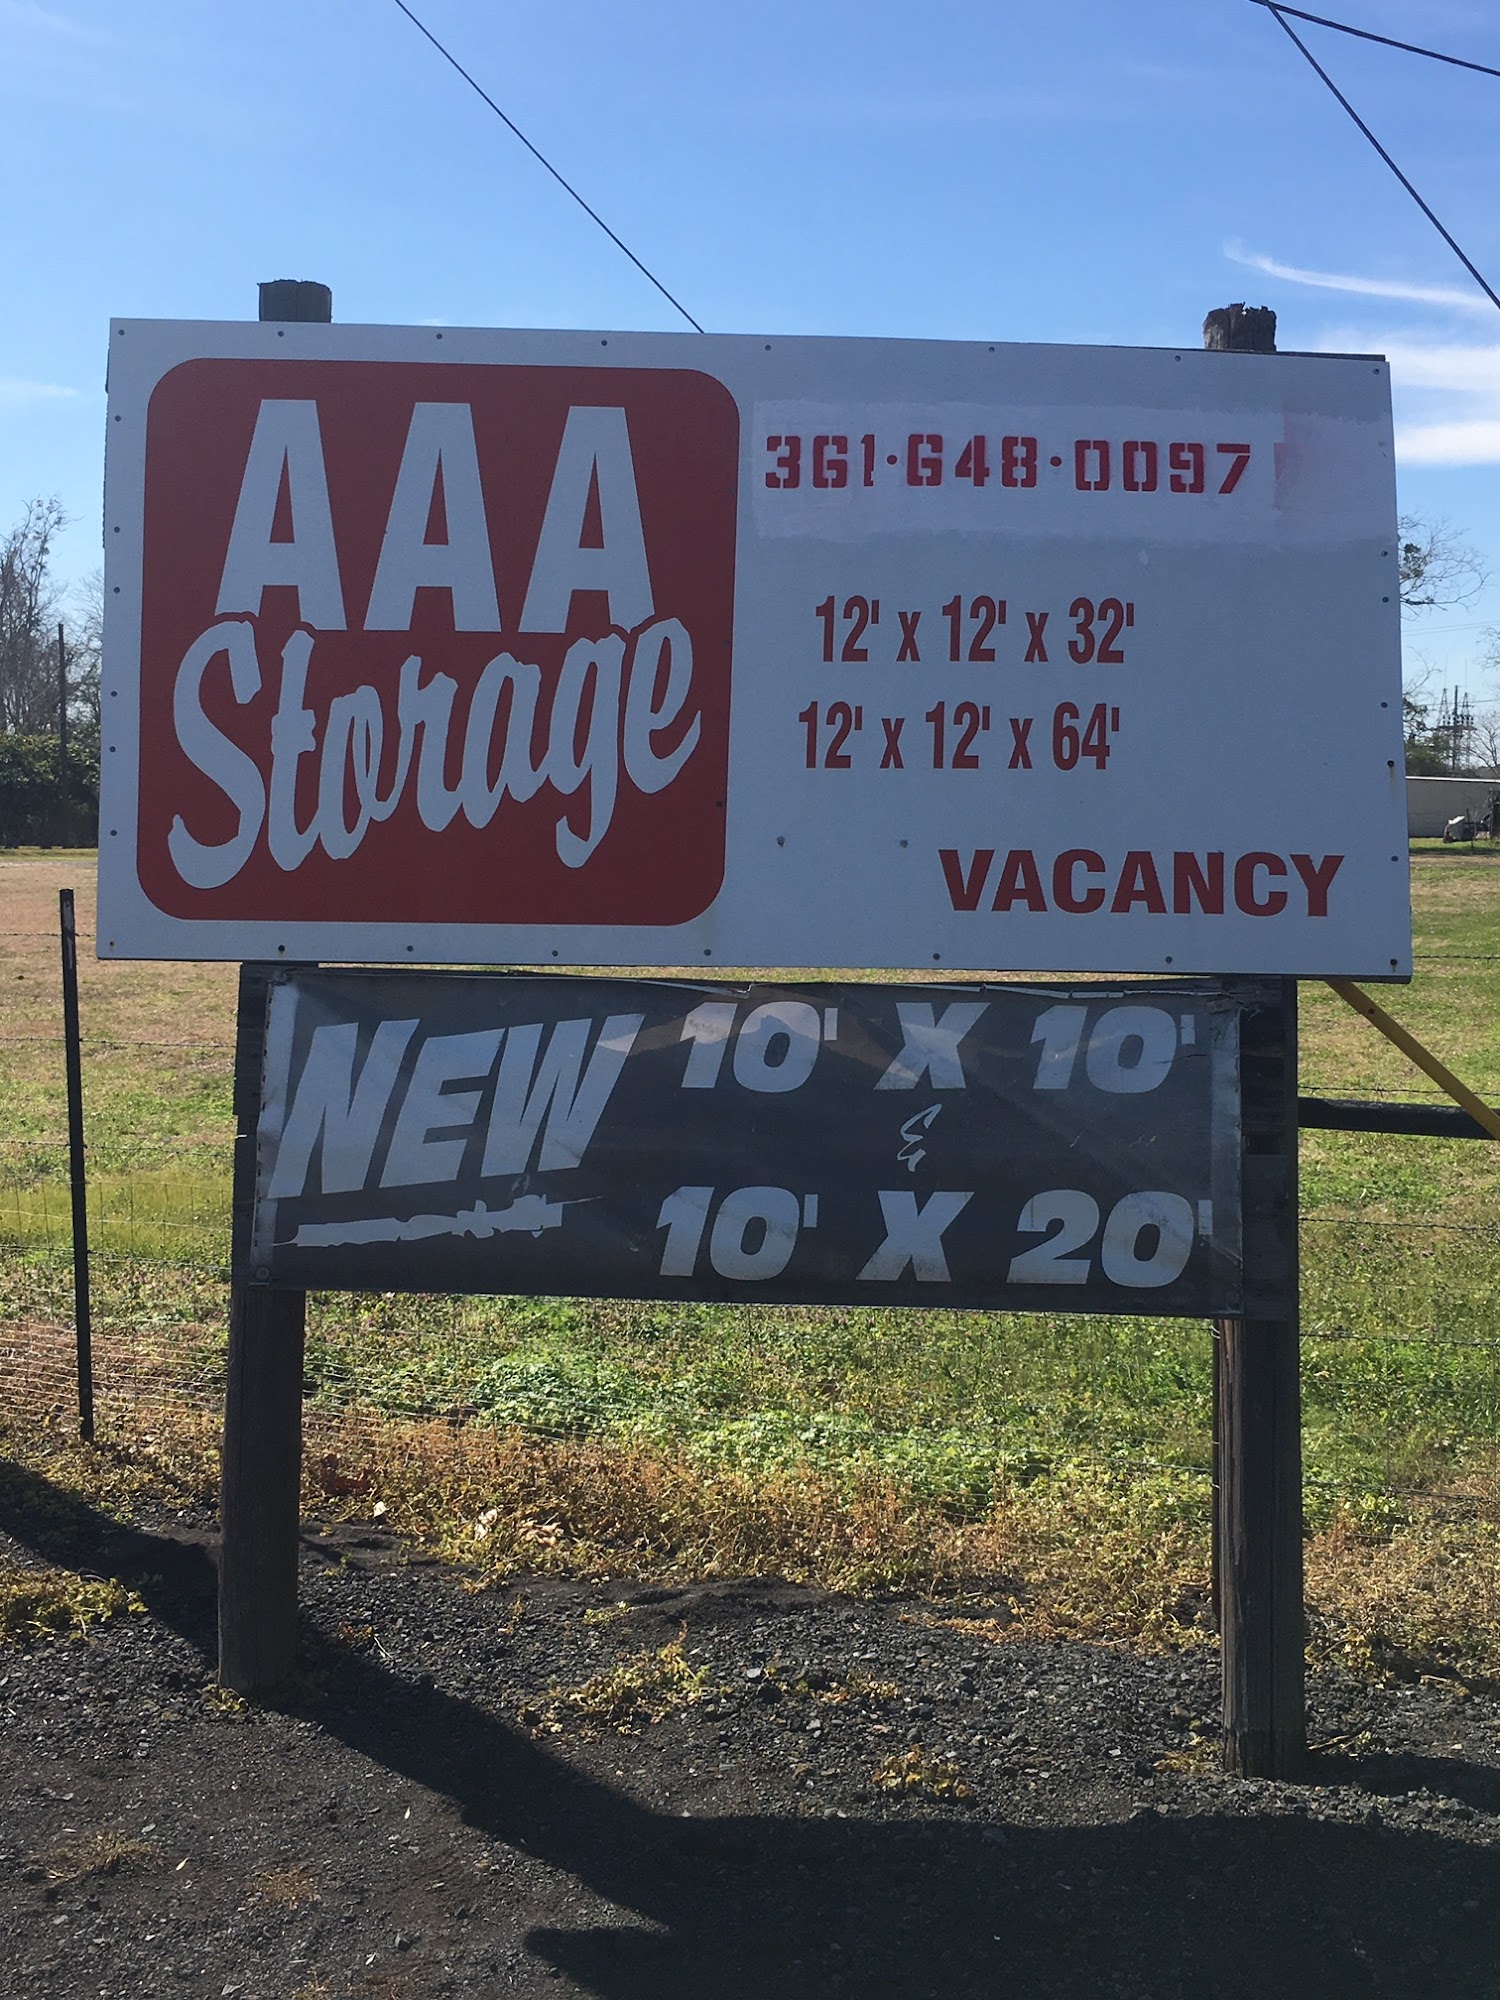 AAA
Storage
361·648·0097
12' x 12' x 32'
12' x 12' x 64'
VACANCY
NEW
10' X 10'
&
10' X 20'